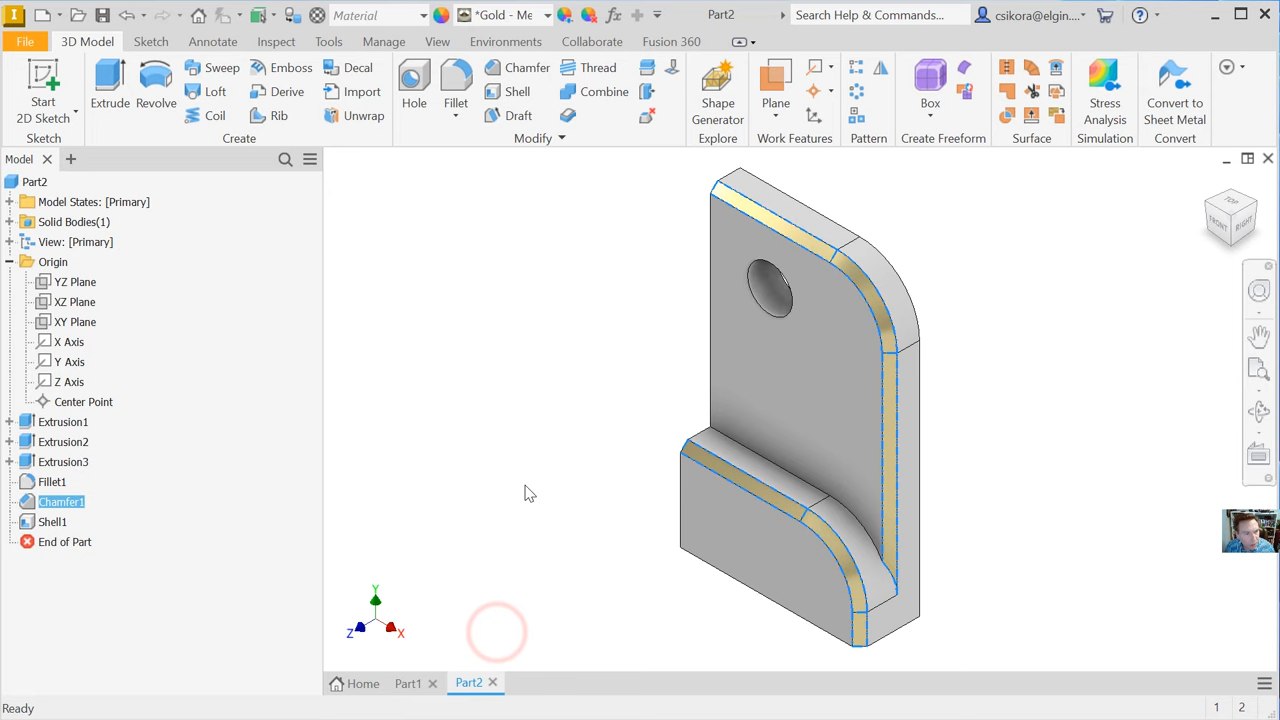 Material
*Gold - Me
Part2
Search Help & Commands...
csikora@elgin....
File
3D Model
Sketch
Annotate
Inspect
Tools
Manage
View
Environments
Collaborate
Fusion 360
Start
2D Sketch
Extrude
Revolve
Sweep
Emboss
Decal
Loft
Derive
Import
Coil
Rib
Unwrap
Hole
Fillet
Chamfer
Thread
Shell
Combine
Draft
Shape
Generator
Plane
Box
Stress
Analysis
Convert to
Sheet Metal
Sketch
Create
Modify
Explore
Work Features
Pattern
Create Freeform
Surface
Simulation
Convert
Model
Part2
Model States: [Primary]
Solid Bodies(1)
View: [Primary]
Origin
YZ Plane
XZ Plane
XY Plane
X Axis
Y Axis
Z Axis
Center Point
Extrusion1
Extrusion2
Extrusion3
Fillet1
Chamfer1
Shell1
End of Part
TOP
FRONT
RIGHT
Y
Z
X
Home
Part1
Part2
Ready
1
2